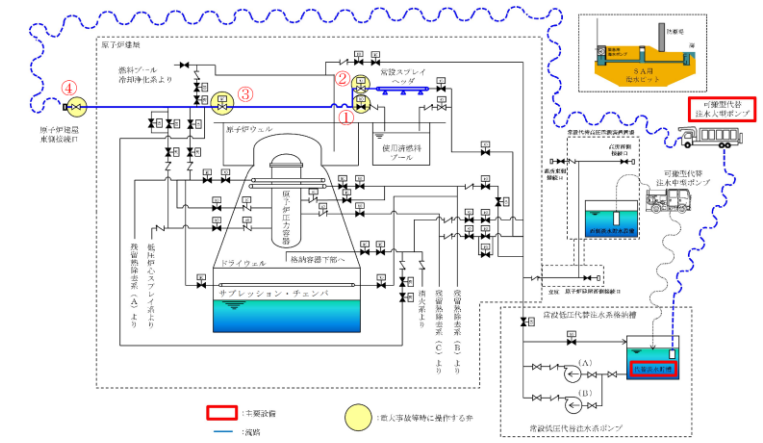 原子炉建屋
防潮堤
海
SA用
海水ピット
燃料プール
冷却浄化系より
④
③
②
①
常設スプレイ
ヘッダ
可搬型代替
注水大型ポンプ
原子炉建屋
東側接続口
原子炉ウェル
使用済燃料
プール
可搬型代替
注水中型ポンプ
原子炉圧力容器
格納容器下部へ
ドライウェル
サプレッション・チェンバ
残留熱除去系(A)より
低圧炉心スプレイ系より
消火系より
残留熱除去系(C)より
残留熱除去系(B)より
常設低圧代替注水系格納槽
代替淡水貯槽
(A)
(B)
常設低圧代替注水系ポンプ
:主要設備
:流路
:重大事故等時に操作する弁